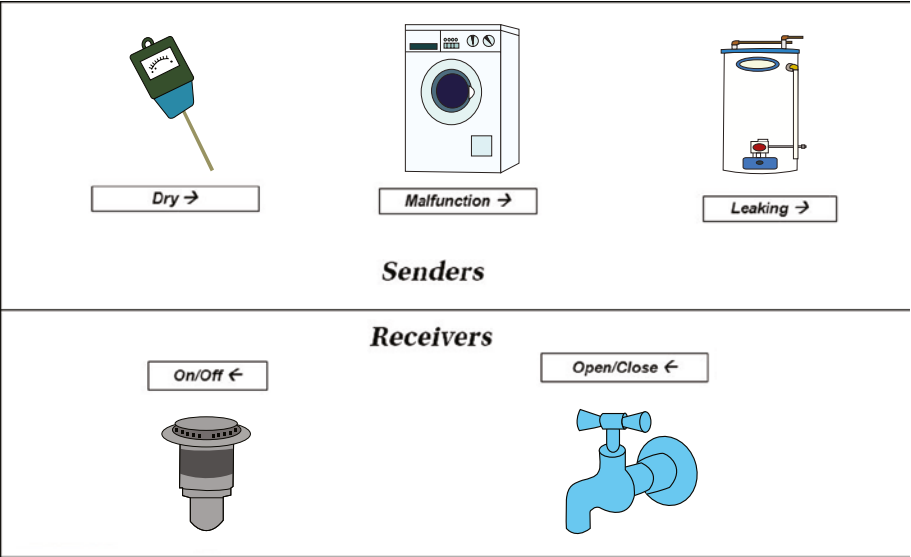 Dry →
Malfunction →
Leaking →
Senders
Receivers
On/Off ←
Open/Close ←